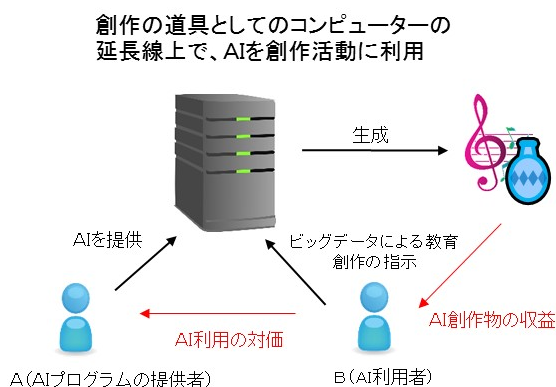 創作の道具としてのコンピューターの
延長線上で、AIを創作活動に利用
生成
AIを提供
ビッグデータによる教育
創作の指示
AI利用の対価
AI創作物の収益
A（AIプログラムの提供者）
B（AI利用者）